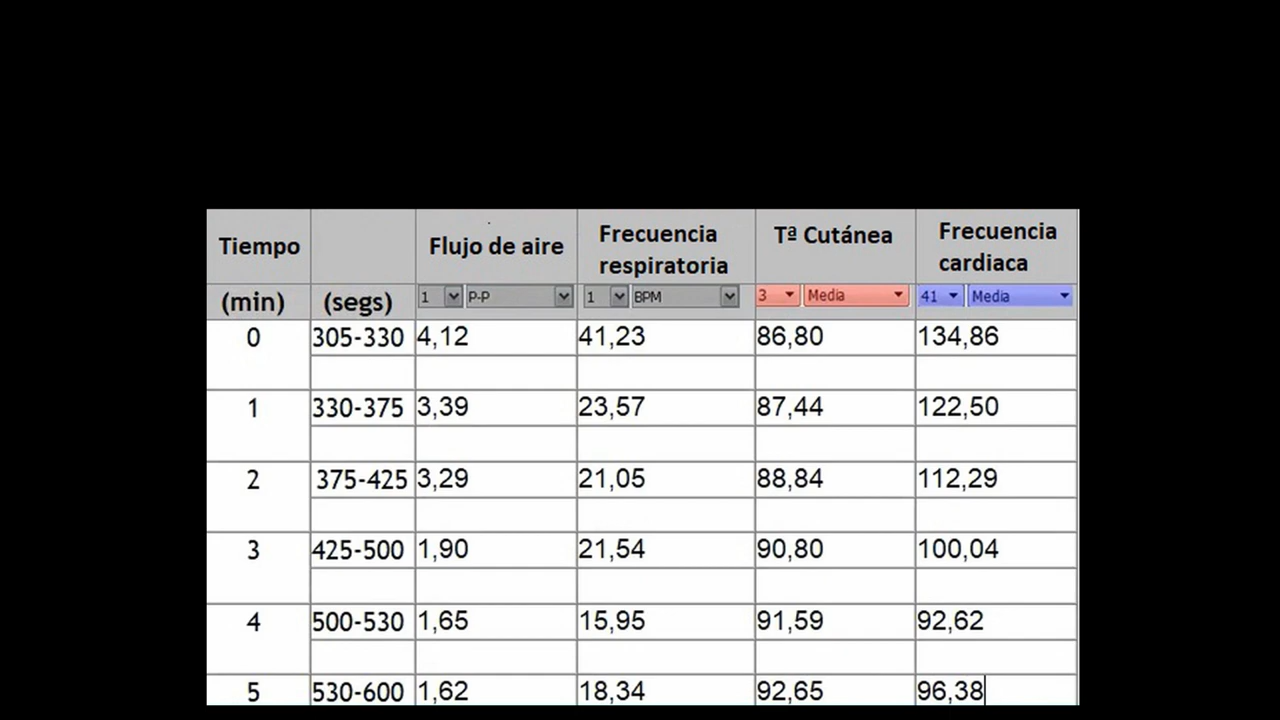 Tiempo Flujo de aire Frecuencia respiratoria Tª Cutánea Frecuencia cardiaca
(min) (segs) 1 P-P 1 BPM 3 Media 41 Media
0 305-330 4,12 41,23 86,80 134,86
1 330-375 3,39 23,57 87,44 122,50
2 375-425 3,29 21,05 88,84 112,29
3 425-500 1,90 21,54 90,80 100,04
4 500-530 1,65 15,95 91,59 92,62
5 530-600 1,62 18,34 92,65 96,38